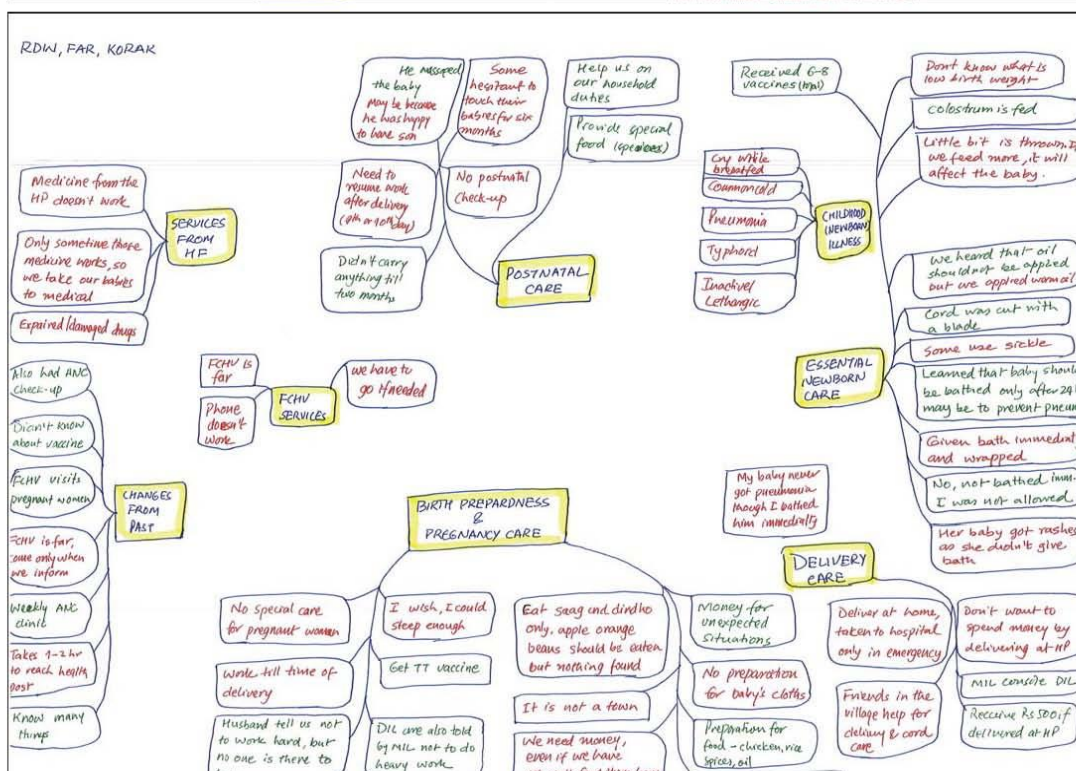 RDW, FAR, KORAK
He massaged
the baby
May be because
he was happy
to have son
Some
hesitant to
touch their
babies for six
months
Help us on
our household
duties
Provide special
food (species)
Need to
resume work
after delivery
(9th or 10th day)
No postnatal
check-up
Didn't carry
anything till
two months
POSTNATAL
CARE
Received 6-8
vaccines (total)
Cry while
breastfed
Common cold
Pneumonia
Typhoid
Inactive/
Lethargic
CHILDHOOD
(NEWBORN)
ILLNESS
Don't know what is
low birth weight
Colostrum is fed
Little bit is thrown. If
we feed more, it will
affect the baby.
We heard that oil
should not be applied
but we applied warm oil
Cord was cut with
a blade
Some use sickle
Learned that baby shoul
be bathed only after 24
may be to prevent pneum
Given bath immediat
and wrapped
No, not bathed imm.
I was not allowed
Her baby got rashes
as she didn't give
bath
ESSENTIAL
NEWBORN
CARE
Medicine from the
HP doesn't work
Only sometime those
medicine works, so
we take our babies
to medical
Expaired/damaged drugs
SERVICES
FROM
HF
FCHV is
far
Phone
doesn't
work
FCHV
SERVICES
we have to
go if needed
Also had ANC
check-up
Didn't know
about vaccine
FCHV visits
pregnant women
FCHV is far,
come only when
we inform
Weekly ANC
clinic
Takes 1-2 hr
to reach health
post
Know many
things
CHANGES
FROM
PAST
BIRTH PREPARDNESS
&
PREGNANCY CARE
No special care
for pregnant women
Work till time of
delivery
Husband tell us not
to work hard, but
no one is there to
I wish, I could
sleep enough
Get TT vaccine
DIL are also told
by MIL not to do
heavy work
Eat saag and dindho
only. apple orange
beans should be eaten
but nothing found
It is not a town
We need money,
even if we have
Money for
unexpected
situations
No preparation
for baby's cloths
Preparation for
food - chicken, rice
spices, oil
My baby never
got pneumonia
though I bathed
him immediatly
DELIVERY
CARE
Deliver at home,
taken to hospital
only in emergency
Friends in the
village help for
delivery & cord
care
Don't want to
spend money by
delivering at HP
MIL console DIL
Receive Rs 500 if
delivered at HP